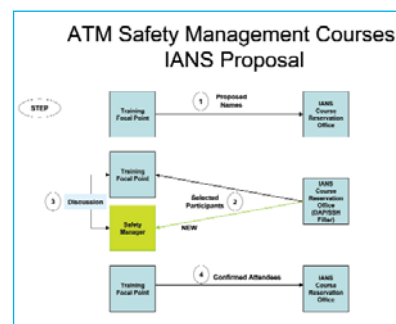 ATM Safety Management Courses
IANS Proposal
STEP
Training
Focal Point
1
Proposed
Names
IANS
Course
Reservation
Office
Training
Focal Point
3
Discussion
Selected
Participants
2
NEW
Safety
Manager
IANS
Course
Reservation
Office
(DAP/SSH
Filter)
Training
Focal Point
4
Confirmed Attendees
IANS
Course
Reservation
Office